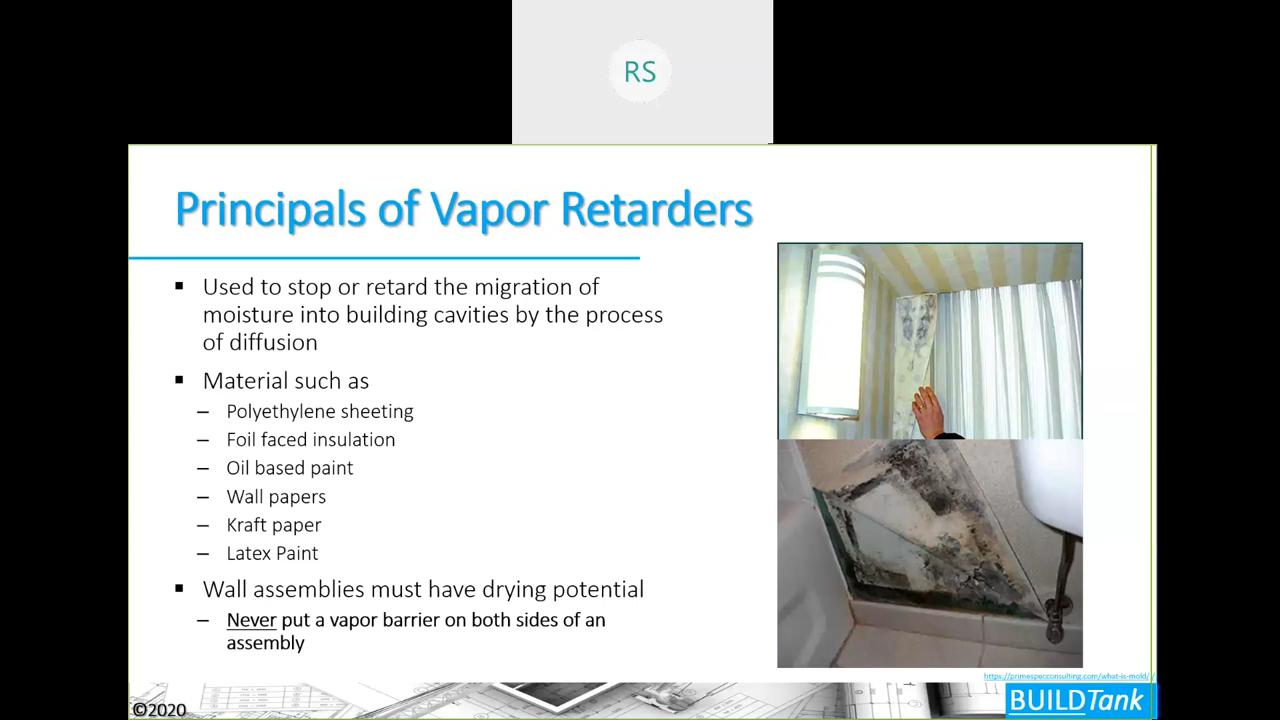 RS
Principals of Vapor Retarders
▪ Used to stop or retard the migration of
moisture into building cavities by the process
of diffusion
▪ Material such as
– Polyethylene sheeting
– Foil faced insulation
– Oil based paint
– Wall papers
– Kraft paper
– Latex Paint
▪ Wall assemblies must have drying potential
– Never put a vapor barrier on both sides of an
assembly
https://primespecconsulting.com/what-is-mold/
BUILDTank
©2020